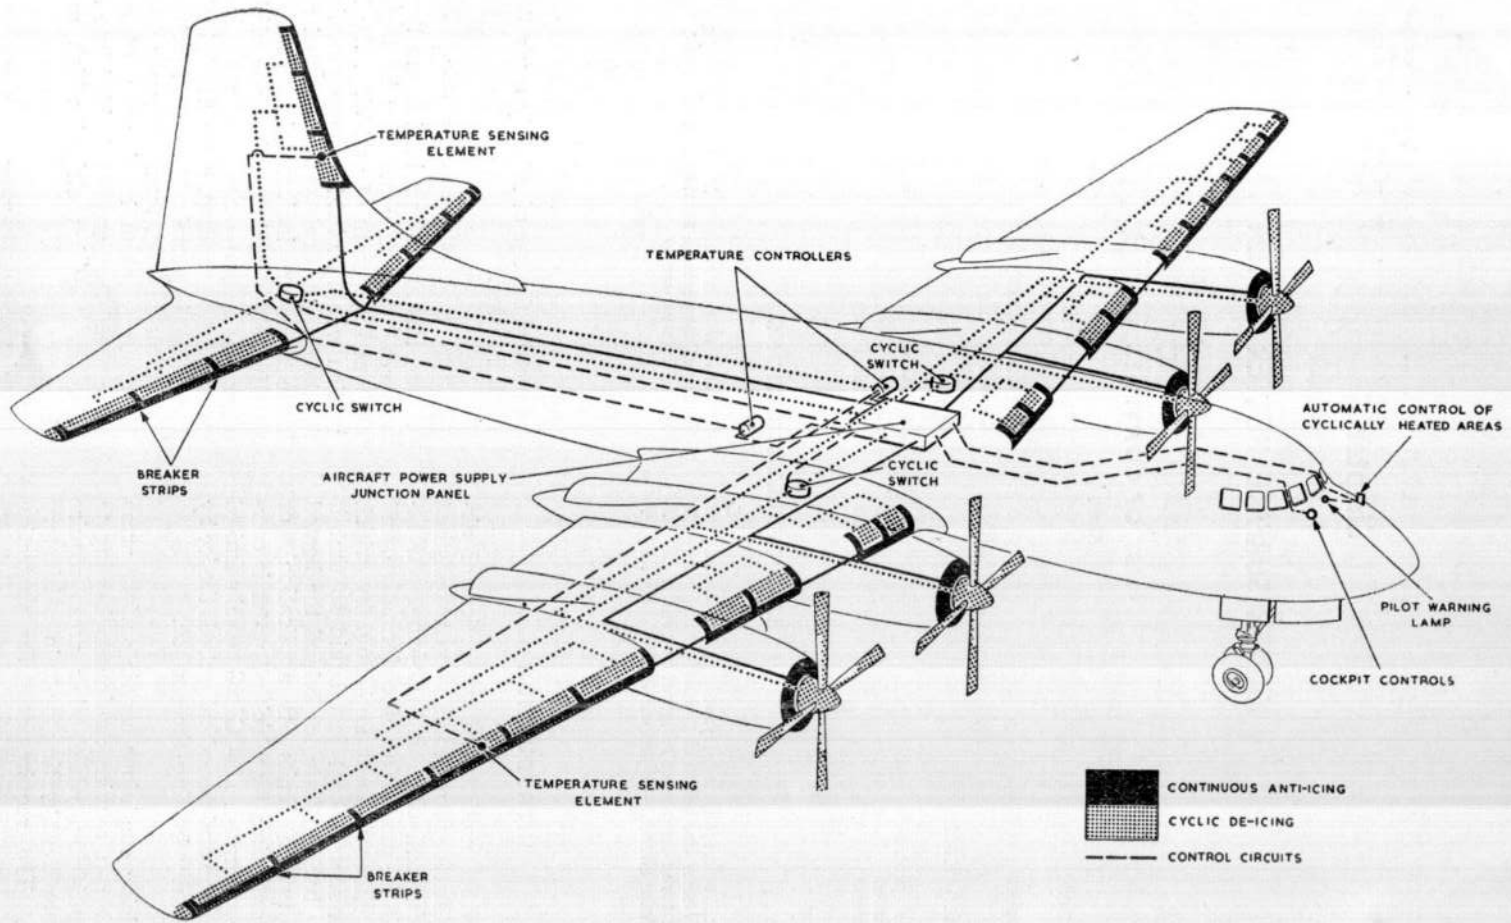 TEMPERATURE SENSING
ELEMENT
TEMPERATURE CONTROLLERS
CYCLIC
SWITCH
CYCLIC SWITCH
AUTOMATIC CONTROL OF
CYCLICALLY HEATED AREAS
BREAKER
STRIPS
AIRCRAFT POWER SUPPLY
JUNCTION PANEL
CYCLIC
SWITCH
PILOT WARNING
LAMP
COCKPIT CONTROLS
TEMPERATURE SENSING
ELEMENT
CONTINUOUS ANTI-ICING
CYCLIC DE-ICING
CONTROL CIRCUITS
BREAKER
STRIPS